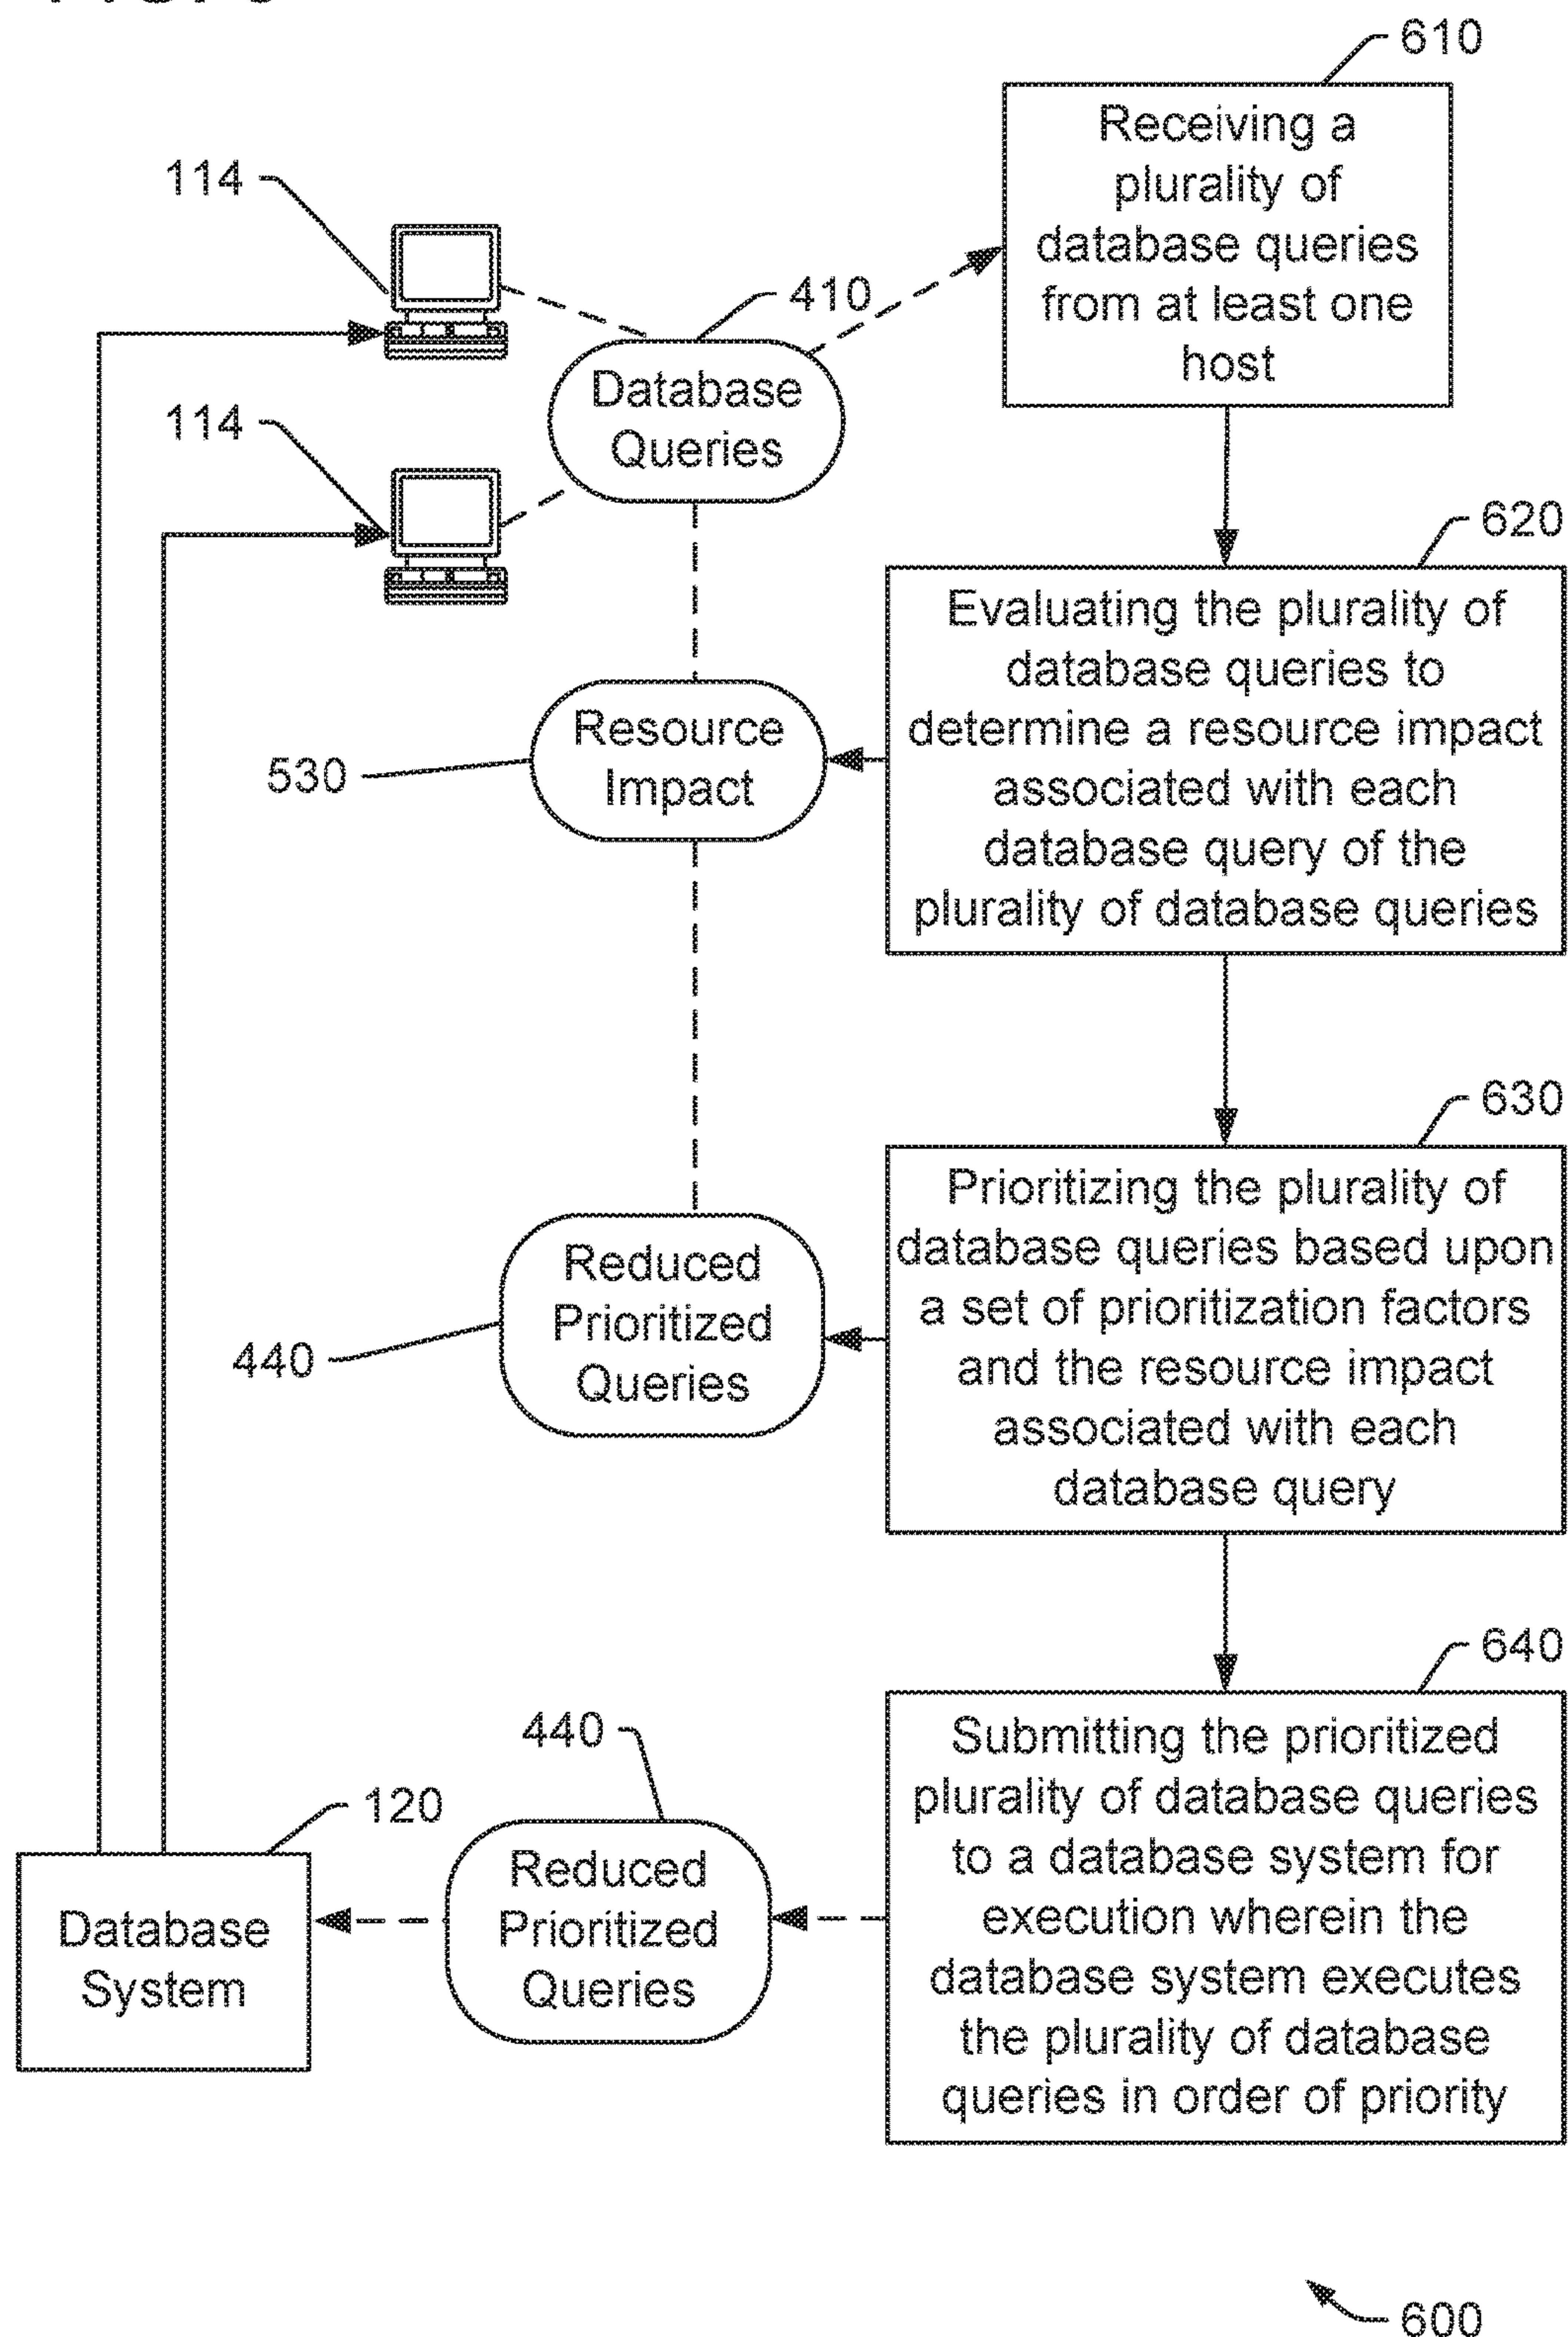 610
Receiving a
plurality of
database queries
from at least one
host
114
410
Database
Queries
114
620
Evaluating the plurality of
database queries to
determine a resource impact
associated with each
database query of the
plurality of database queries
Resource
Impact
530
630
Prioritizing the plurality of
database queries based upon
a set of prioritization factors
and the resource impact
associated with each
database query
Reduced
Prioritized
Queries
440
640
Submitting the prioritized
plurality of database queries
to a database system for
execution wherein the
database system executes
the plurality of database
queries in order of priority
440
Reduced
Prioritized
Queries
120
Database
System
600